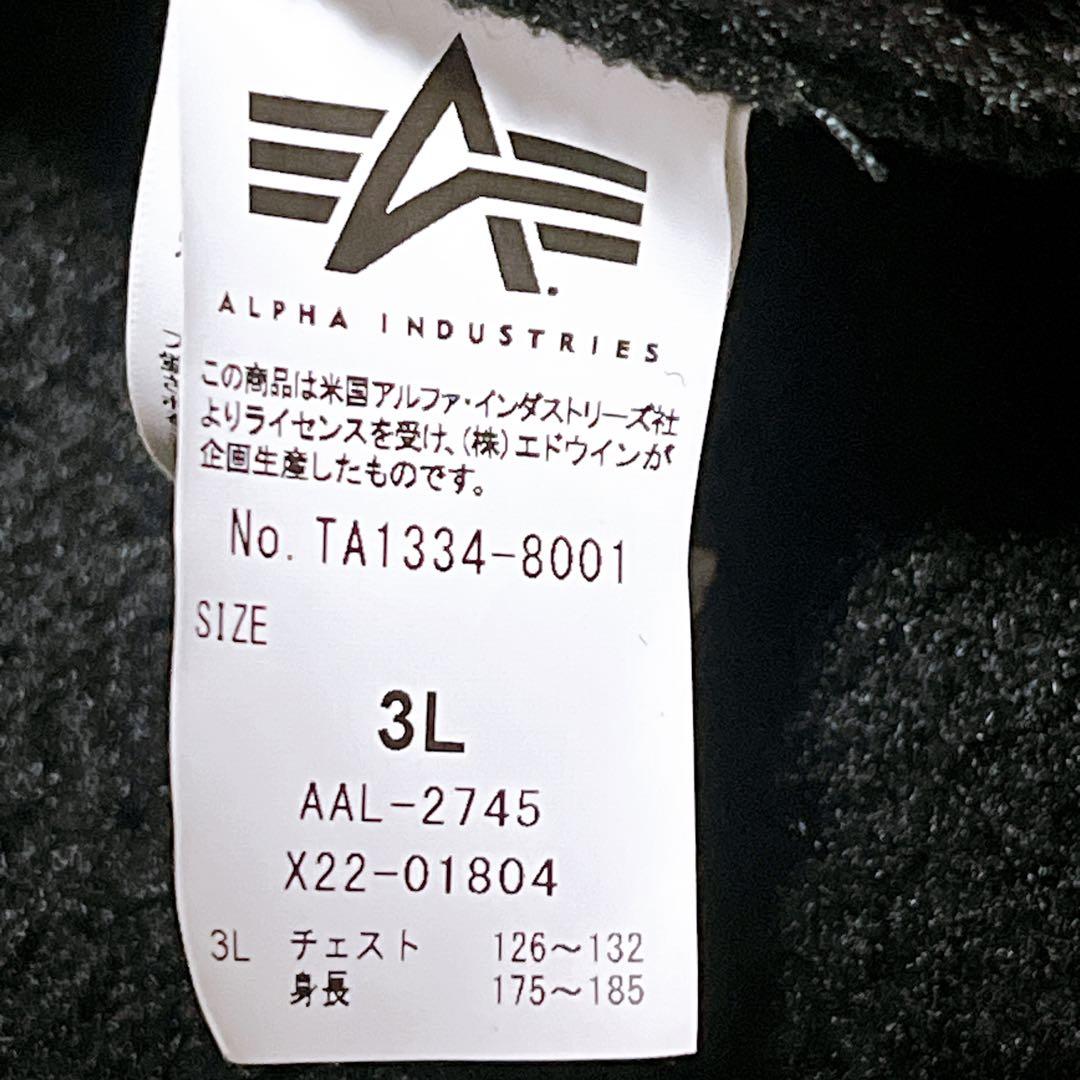 ALPHA INDUSTRIES
この商品は米国アルファ・インダストリーズ社
よりライセンスを受け、(株)エドウインが
企画生産したものです。
No. TA1334-8001
SIZE
3L
AAL-2745
X22-01804
3L チェスト 126～132
身長 175～185